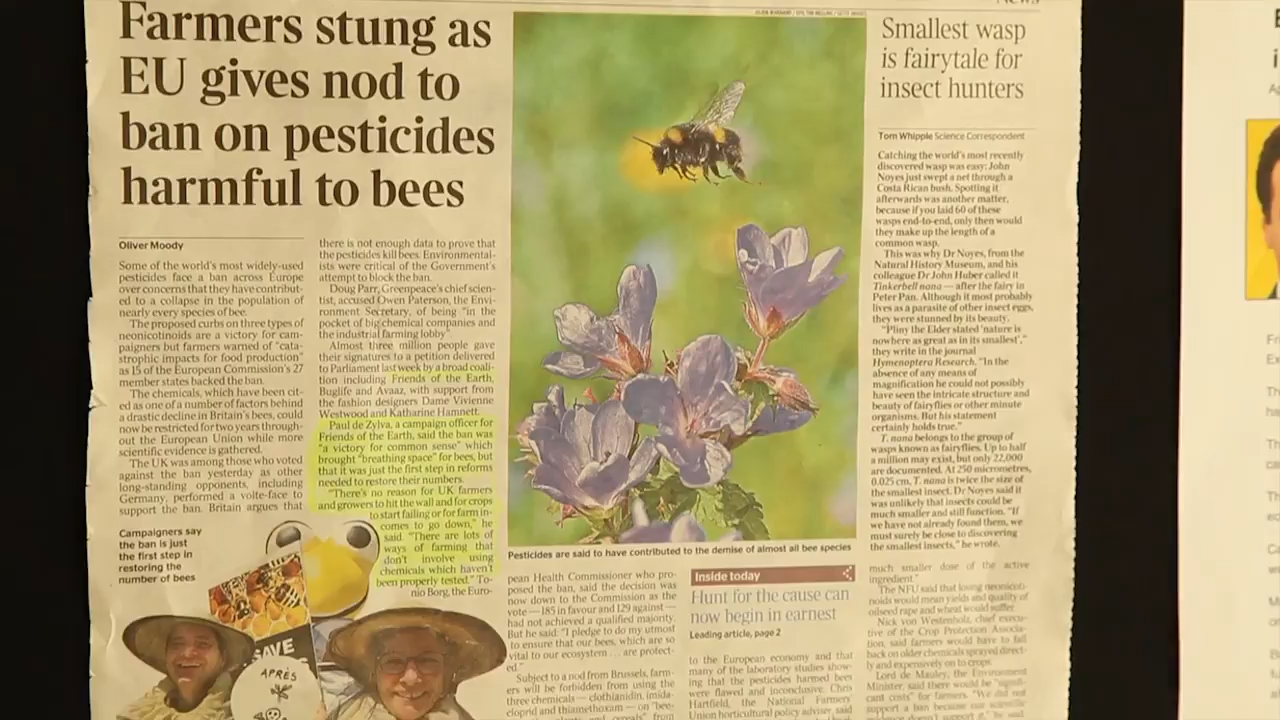 Farmers stung as
EU gives nod to
ban on pesticides
harmful to bees
Oliver Moody
Some of the world's most widely-used
pesticides face a ban across Europe
over concerns that they have contribut-
ed to a collapse in the population of
nearly every species of bee.
The proposed curbs on three types of
neonicotinoids are a victory for cam-
paigners but farmers warned of "cata-
strophic impacts for food production"
as 15 of the European Commission's 27
member states backed the ban.
The chemicals, which have been cit-
ed as one of a number of factors behind
a drastic decline in Britain's bees, could
now be restricted for two years through-
out the European Union while more
scientific evidence is gathered.
The UK was among those who voted
against the ban yesterday as other
long-standing opponents, including
Germany, performed a volte-face to
support the ban. Britain argues that
Campaigners say
the ban is just
the first step in
restoring the
number of bees
there is not enough data to prove that
the pesticides kill bees. Environmental-
ists were critical of the Government's
attempt to block the ban.
Doug Parr, Greenpeace's chief scien-
tist, accused Owen Paterson, the Envi-
ronment Secretary, of being "in the
pocket of big chemical companies and
the industrial farming lobby".
Almost three million people gave
their signatures to a petition delivered
to Parliament last week by a broad coali-
tion including Friends of the Earth,
Buglife and Avaaz, with support from
the fashion designers Dame Vivienne
Westwood and Katharine Hamnett.
Paul de Zylva, a campaign officer for
Friends of the Earth, said the ban was
"a victory for common sense" which
brought "breathing space" for bees, but
that it was just the first step in reforms
needed to restore their numbers.
"There's no reason for UK farmers
and growers to hit the wall and for crops
to start failing or for farm in-
comes to go down," he
said. "There are lots of
ways of farming that
don't involve using
chemicals which haven't
been properly tested." To-
nio Borg, the Euro-
SAVE
APRÈS
Pesticides are said to have contributed to the demise of almost all bee species
pean Health Commissioner who pro-
posed the ban, said the decision was
now down to the Commission as the
vote — 185 in favour and 129 against —
had not achieved a qualified majority.
But he said: "I pledge to do my utmost
to ensure that our bees, which are so
vital to our ecosystem ... are protect-
ed."
Subject to a nod from Brussels, farm-
ers will be forbidden from using the
three chemicals — clothianidin, imida-
cloprid and thiamethoxam — on "bee-
Inside today
Hunt for the cause can
now begin in earnest
Leading article, page 2
to the European economy and that
many of the laboratory studies show-
ing that the pesticides harmed bees
were flawed and inconclusive. Chris
Hartfield, the National Farmers'
Union horticultural policy adviser, said
Smallest wasp
is fairytale for
insect hunters
Tom Whipple Science Correspondent
Catching the world's most recently
discovered wasp was easy: John
Noyes just swept a net through a
Costa Rican bush. Spotting it
afterwards was another matter,
because if you laid 60 of these
wasps end-to-end, only then would
they make up the length of a
common wasp.
This was why Dr Noyes, from the
Natural History Museum, and his
colleague Dr John Huber called it
Tinkerbell nana — after the fairy in
Peter Pan. Although it most probably
lives as a parasite of other insect eggs,
they were stunned by its beauty.
"Pliny the Elder stated 'nature is
nowhere as great as in its smallest',"
they write in the journal
Hymenoptera Research. "In the
absence of any means of
magnification he could not possibly
have seen the intricate structure and
beauty of fairyflies or other minute
organisms. But his statement
certainly holds true."
T. nana belongs to the group of
wasps known as fairyflies. Up to half
a million may exist, but only 22,000
are documented. At 250 micrometres,
0.025 cm, T. nana is twice the size of
the smallest insect. Dr Noyes said it
was unlikely that insects could be
much smaller and still function. "If
we have not already found them, we
must surely be close to discovering
the smallest insects," he wrote.
much smaller dose of the active
ingredient."
The NFU said that losing neonicoti-
noids would mean yields and quality of
oilseed rape and wheat would suffer.
Nick von Westenholz, chief execu-
tive of the Crop Protection Associa-
tion, said farmers would have to fall
back on older chemicals sprayed direct-
ly and expensively on to crops.
Lord de Mauley, the Environment
Minister, said there would be "signifi-
cant costs" for farmers. "We did not
support a ban because our scientific